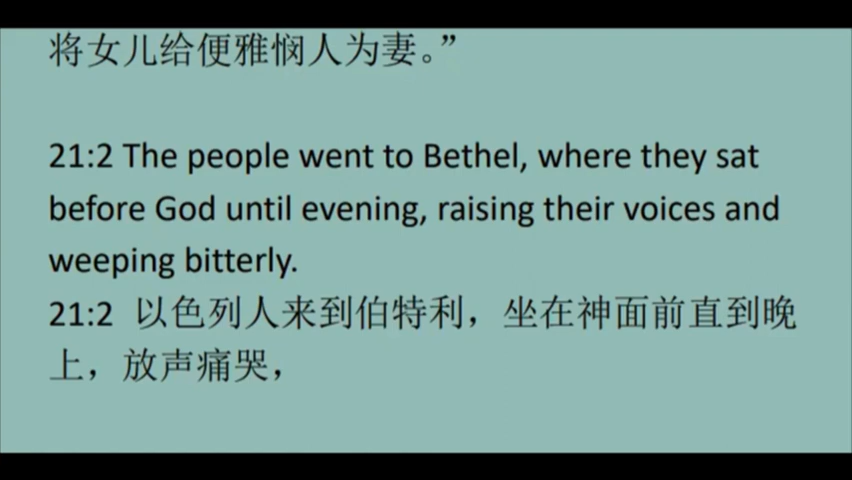 将女儿给便雅悯人为妻。”
21:2 The people went to Bethel, where they sat
before God until evening, raising their voices and
weeping bitterly.
21:2 以色列人来到伯特利，坐在神面前直到晚
上，放声痛哭，